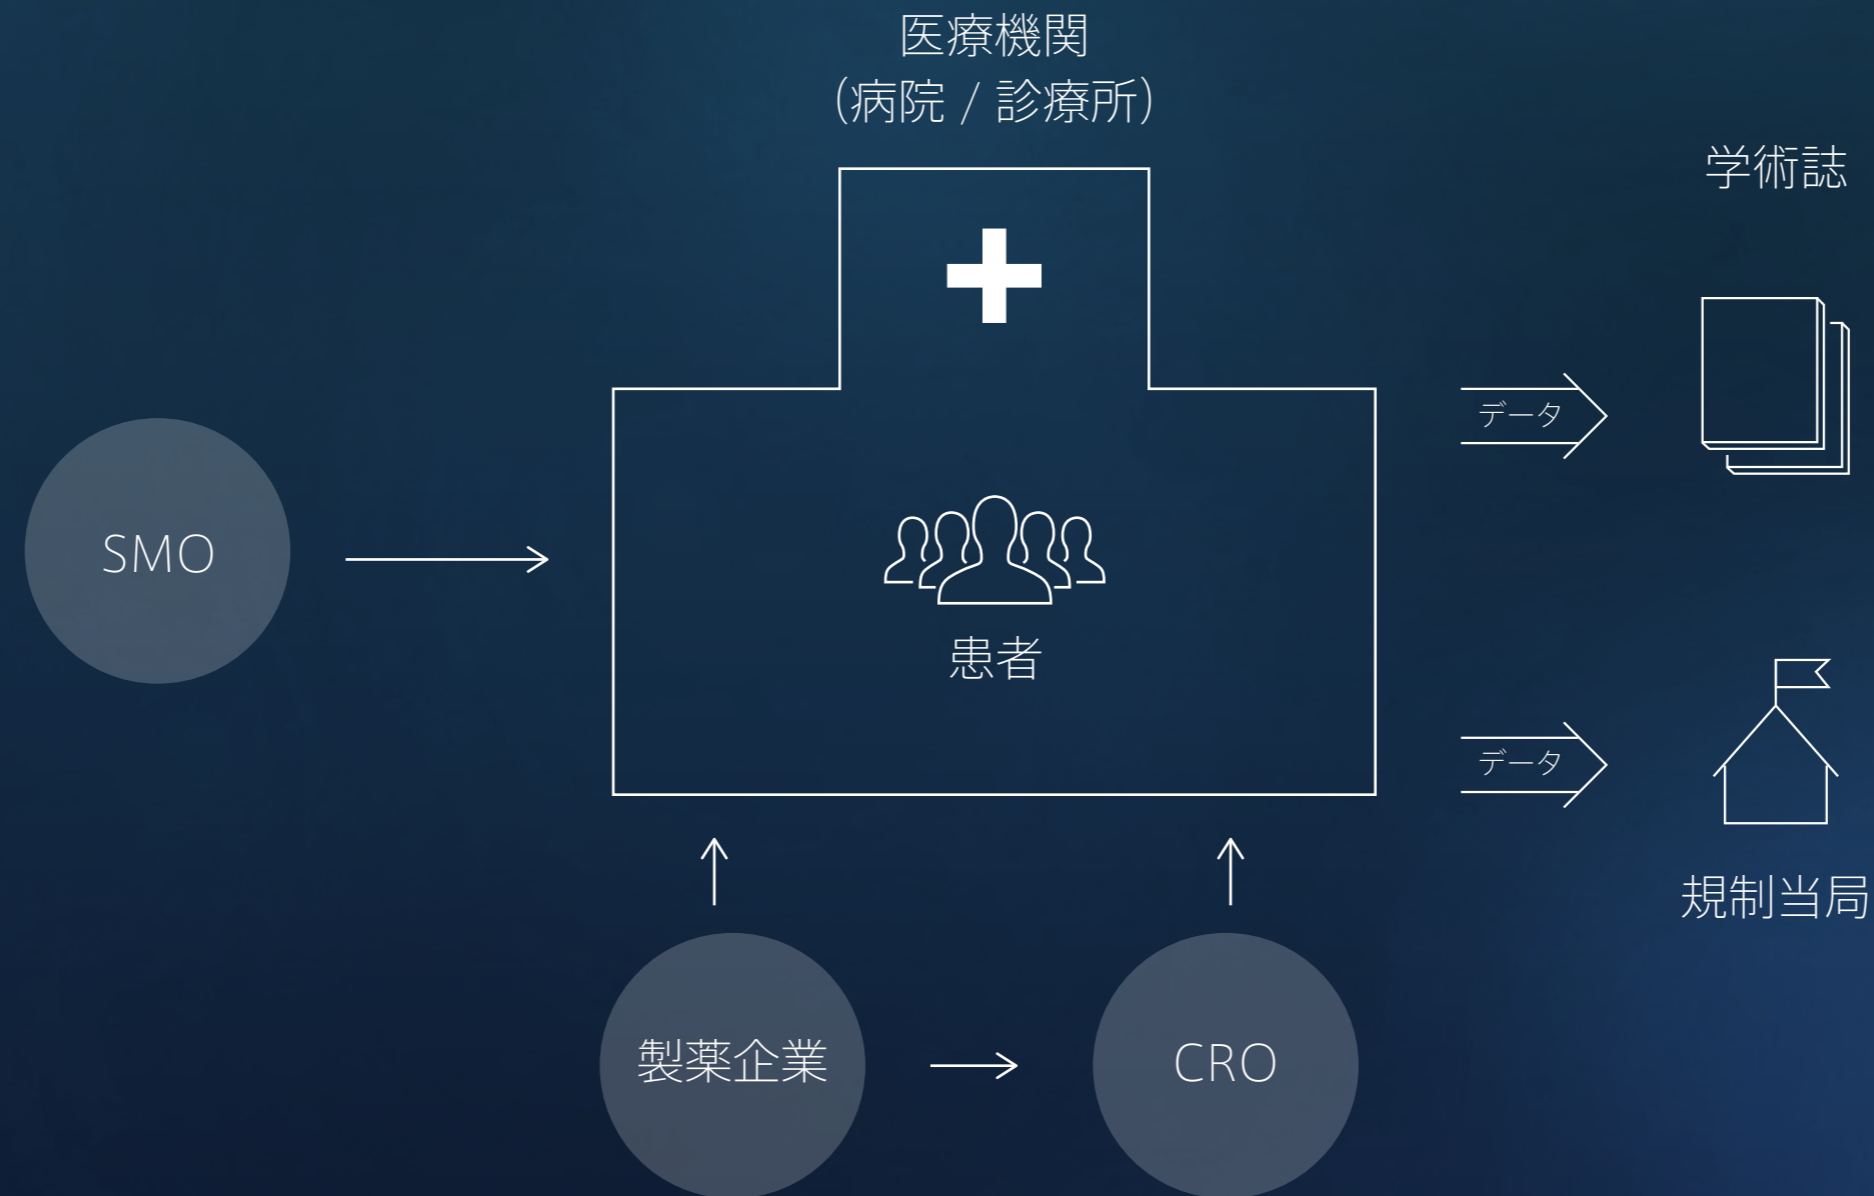 医療機関
（病院 / 診療所）
学術誌
データ
SMO
患者
データ
規制当局
製薬企業
CRO